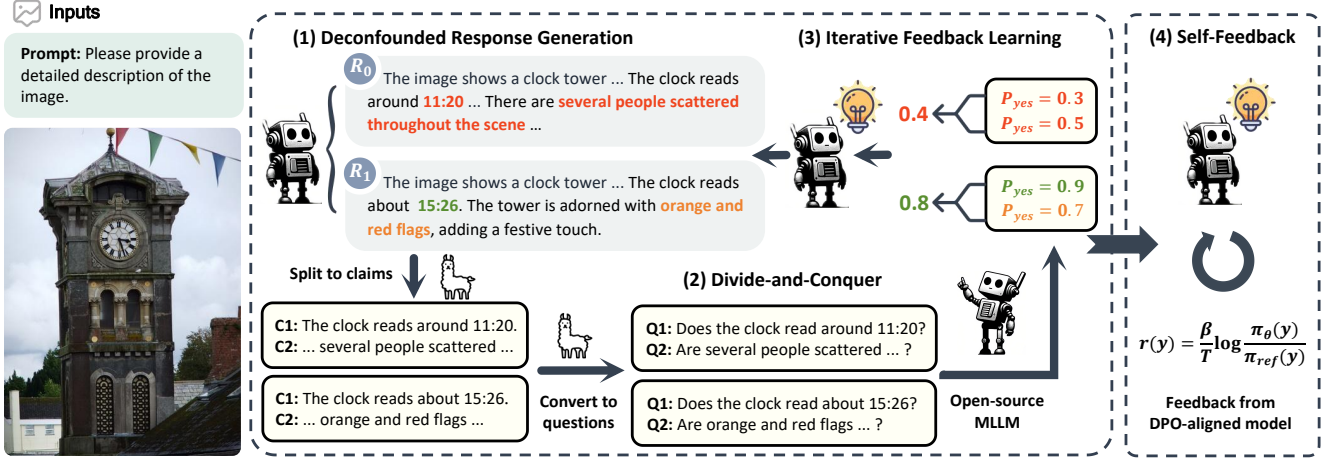 Inputs
Prompt: Please provide a
detailed description of the
image.
(1) Deconfounded Response Generation
R0
The image shows a clock tower ... The clock reads
around 11:20 ... There are several people scattered
throughout the scene ...
R1
The image shows a clock tower ... The clock reads
about 15:26. The tower is adorned with orange and
red flags, adding a festive touch.
Split to claims
C1: The clock reads around 11:20.
C2: ... several people scattered ...
C1: The clock reads about 15:26.
C2: ... orange and red flags ...
Convert to
questions
(2) Divide-and-Conquer
Q1: Does the clock read around 11:20?
Q2: Are several people scattered ... ?
Q1: Does the clock read about 15:26?
Q2: Are orange and red flags ... ?
Open-source
MLLM
(3) Iterative Feedback Learning
0.4
P_yes = 0.3
P_yes = 0.5
0.8
P_yes = 0.9
P_yes = 0.7
(4) Self-Feedback
r(y) = β/T log π_θ(y)/π_ref(y)
Feedback from
DPO-aligned model